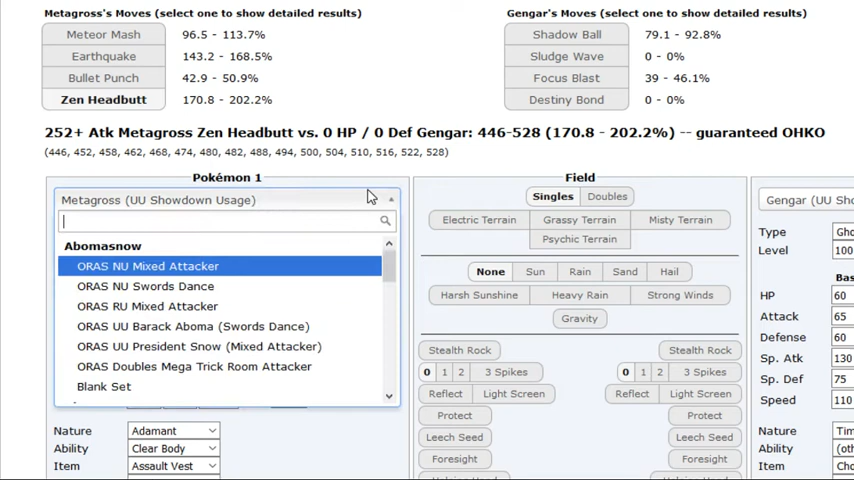 Metagross's Moves (select one to show detailed results)
Meteor Mash 96.5 - 113.7%
Earthquake 143.2 - 168.5%
Bullet Punch 42.9 - 50.9%
Zen Headbutt 170.8 - 202.2%
Gengar's Moves (select one to show detailed results)
Shadow Ball 79.1 - 92.8%
Sludge Wave 0 - 0%
Focus Blast 39 - 46.1%
Destiny Bond 0 - 0%
252+ Atk Metagross Zen Headbutt vs. 0 HP / 0 Def Gengar: 446-528 (170.8 - 202.2%) -- guaranteed OHKO
(446, 452, 458, 462, 468, 474, 480, 482, 488, 494, 500, 504, 510, 516, 522, 528)
Pokémon 1
Metagross (UU Showdown Usage)
Abomasnow
ORAS NU Mixed Attacker
ORAS NU Swords Dance
ORAS RU Mixed Attacker
ORAS UU Barack Aboma (Swords Dance)
ORAS UU President Snow (Mixed Attacker)
ORAS Doubles Mega Trick Room Attacker
Blank Set
Nature Adamant
Ability Clear Body
Item Assault Vest
Field
Singles Doubles
Electric Terrain Grassy Terrain Misty Terrain
Psychic Terrain
None Sun Rain Sand Hail
Harsh Sunshine Heavy Rain Strong Winds
Gravity
Stealth Rock Stealth Rock
0 1 2 3 Spikes 0 1 2 3 Spikes
Reflect Light Screen Reflect Light Screen
Protect Protect
Leech Seed Leech Seed
Foresight Foresight
Gengar (UU Sho
Type Gho
Level 100
Bas
HP 60
Attack 65
Defense 60
Sp. Atk 130
Sp. Def 75
Speed 110
Nature Tim
Ability (oth
Item Cho